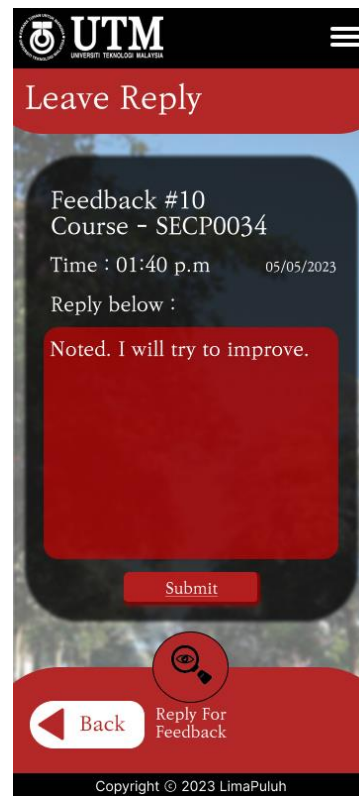 UTM
UNIVERSITI TEKNOLOGI MALAYSIA
Leave Reply
Feedback #10
Course - SECP0034
Time : 01:40 p.m
05/05/2023
Reply below :
Noted. I will try to improve.
Submit
Back
Reply For
Feedback
Copyright © 2023 LimaPuluh